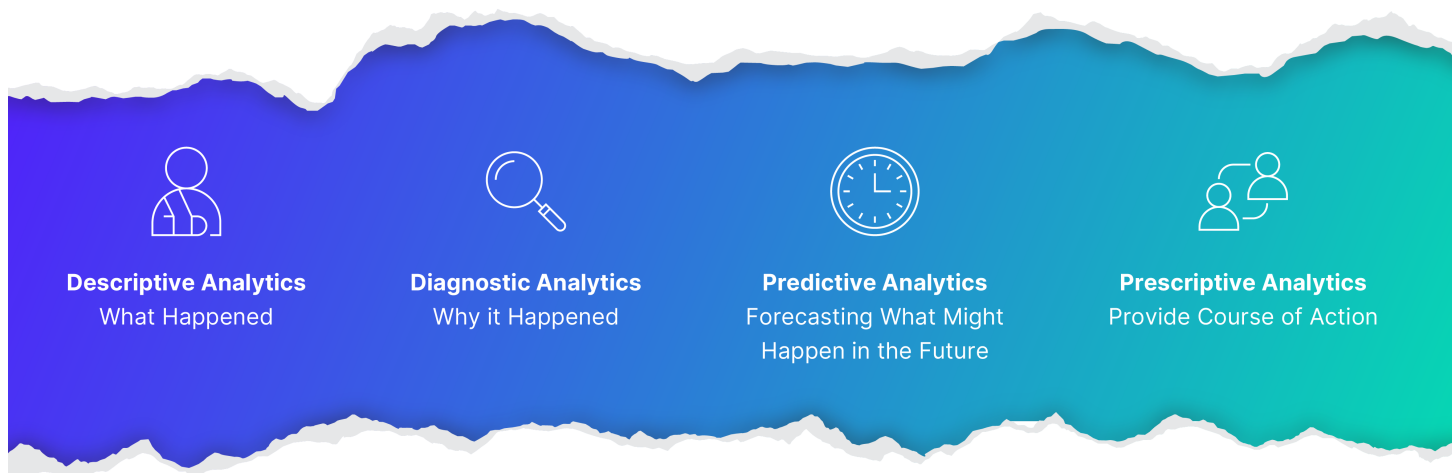 Descriptive Analytics
What Happened
Diagnostic Analytics
Why it Happened
Predictive Analytics
Forecasting What Might
Happen in the Future
Prescriptive Analytics
Provide Course of Action